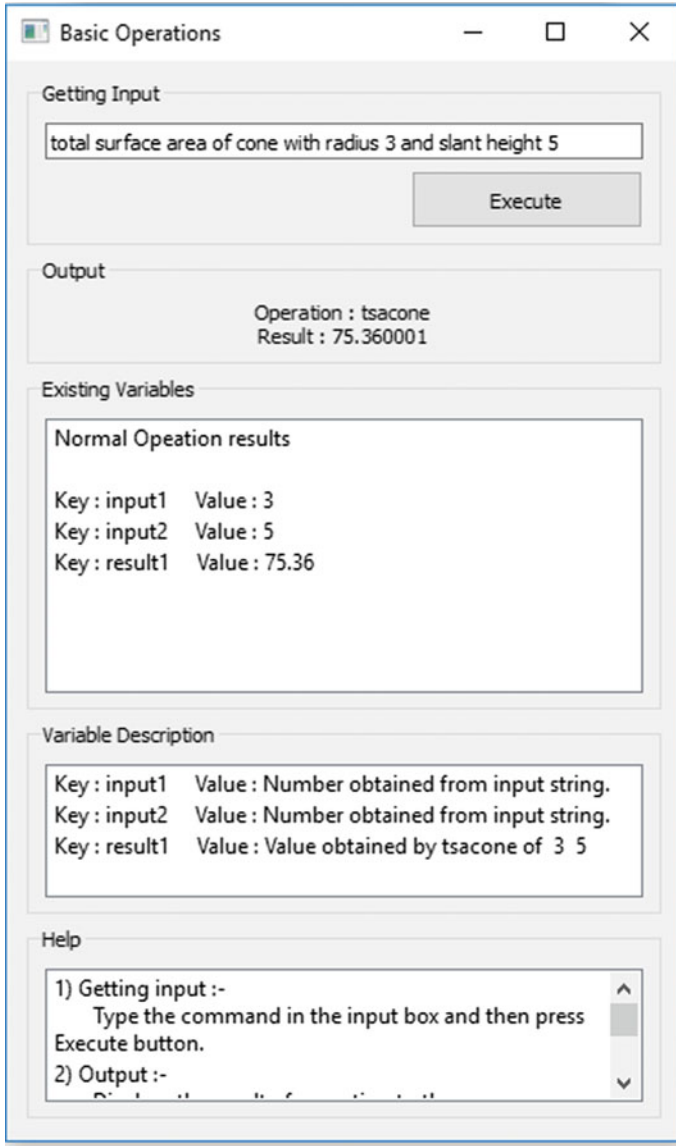 Basic Operations
Getting Input
total surface area of cone with radius 3 and slant height 5
Execute
Output
Operation : tsacone
Result : 75.360001
Existing Variables
Normal Opeation results
Key : input1 Value : 3
Key : input2 Value : 5
Key : result1 Value : 75.36
Variable Description
Key : input1 Value : Number obtained from input string.
Key : input2 Value : Number obtained from input string.
Key : result1 Value : Value obtained by tsacone of 3 5
Help
1) Getting input :-
Type the command in the input box and then press
Execute button.
2) Output :-